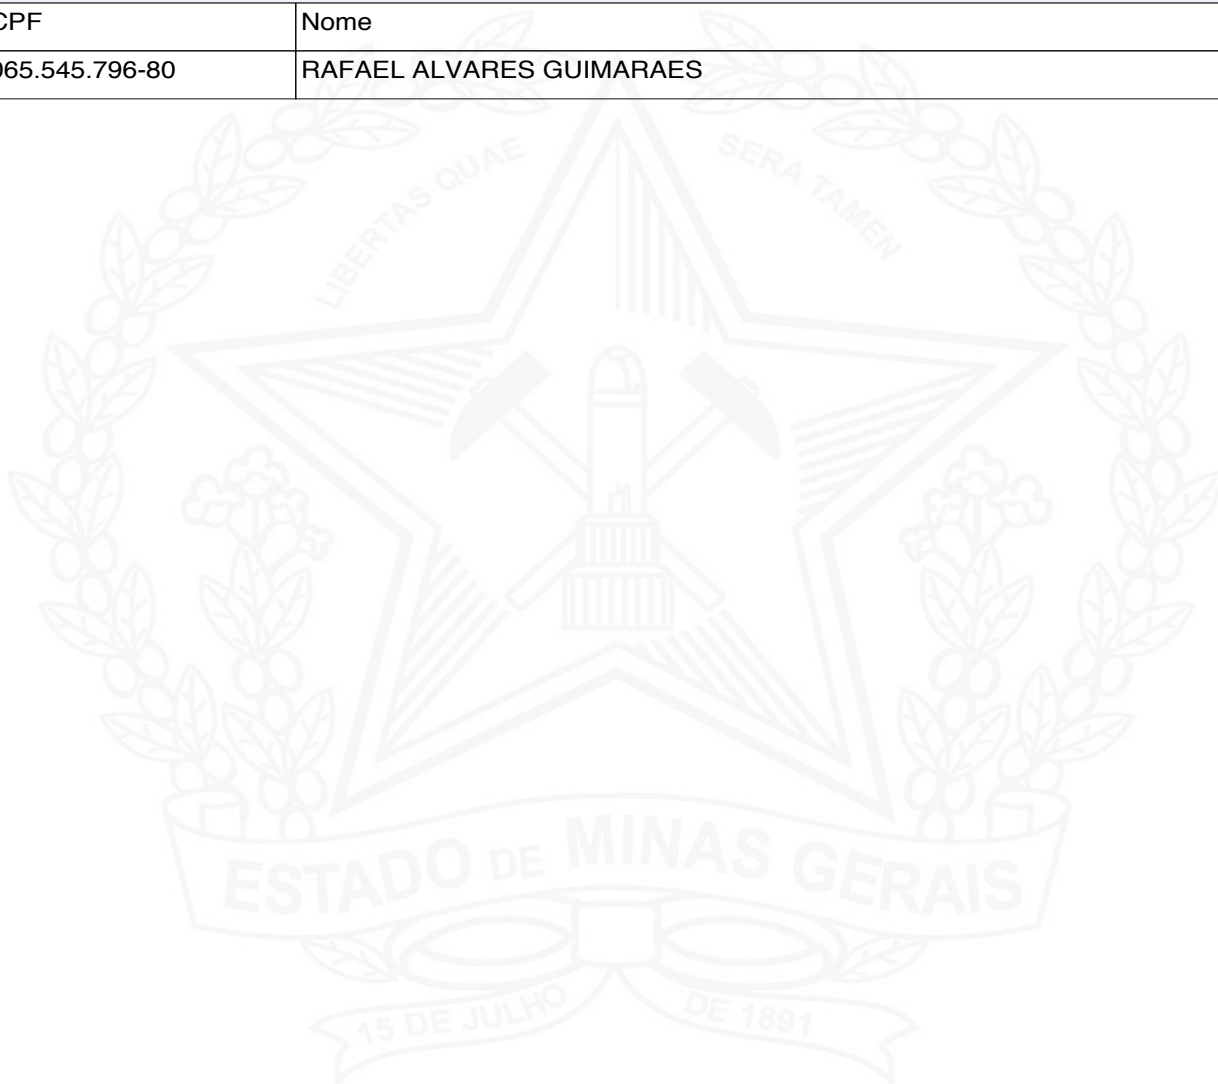 CPF Nome
065.545.796-80 RAFAEL ALVARES GUIMARAES
LIBERTAS QUAE SERA TAMEN
ESTADO DE MINAS GERAIS
15 DE JULHO DE 1891